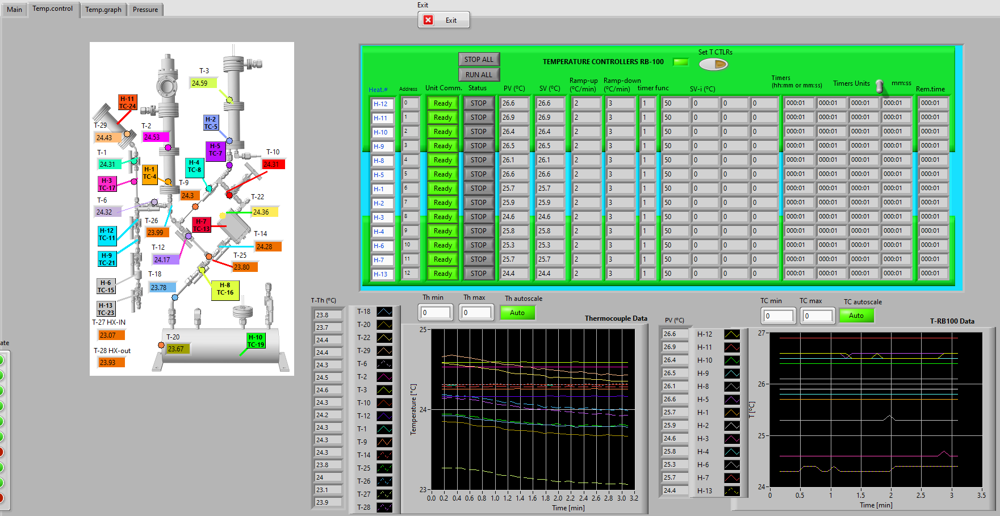 Main Temp.control Temp.graph Pressure
Exit
Exit
T-3
24.59
H-11
TC-24
T-29
24.43
T-2
24.53
H-2
TC-5
H-5
TC-7
T-10
24.31
T-1
24.31
H-4
TC-8
H-1
TC-4
H-3
TC-17
T-9
24.3
T-6
24.32
T-22
24.36
T-26
23.99
H-7
TC-13
H-12
TC-11
T-14
24.28
T-12
24.17
H-9
TC-21
T-25
23.80
T-18
23.78
H-6
TC-15
H-8
TC-16
H-13
TC-23
T-27 HX-IN
23.07
T-28 HX-out
23.93
T-20
23.67
H-10
TC-19
ate
STOP ALL
RUN ALL
TEMPERATURE CONTROLLERS RB-100
Set T CTLRs
Heat.# Address Unit Comm. Status PV (ºC) SV (ºC) Ramp-up (ºC/min) Ramp-down (ºC/min) timer func SV-i (ºC) Timers (hh:mm or mm:ss) Timers Units mm:ss Rem.time
H-12 0 Ready STOP 26.6 26.6 2 3 1 50 0 0 0 000:01 000:01 000:01 000:01 000:01
H-11 1 Ready STOP 26.9 26.9 2 3 1 50 0 0 0 000:01 000:01 000:01 000:01 000:01
H-10 2 Ready STOP 26.4 26.4 2 3 1 50 0 0 0 000:01 000:01 000:01 000:01 000:01
H-9 3 Ready STOP 26.5 26.5 2 3 1 50 0 0 0 000:01 000:01 000:01 000:01 000:01
H-8 4 Ready STOP 26.1 26.1 2 3 1 50 0 0 0 000:01 000:01 000:01 000:01 000:01
H-5 5 Ready STOP 26.6 26.6 2 3 1 50 0 0 0 000:01 000:01 000:01 000:01 000:01
H-1 6 Ready STOP 25.7 25.7 2 3 1 50 0 0 0 000:01 000:01 000:01 000:01 000:01
H-2 7 Ready STOP 25.9 25.9 2 3 1 50 0 0 0 000:01 000:01 000:01 000:01 000:01
H-3 8 Ready STOP 24.6 24.6 2 3 1 50 0 0 0 000:01 000:01 000:01 000:01 000:01
H-4 9 Ready STOP 25.8 25.8 2 3 1 50 0 0 0 000:01 000:01 000:01 000:01 000:01
H-6 10 Ready STOP 25.3 25.3 2 3 1 50 0 0 0 000:01 000:01 000:01 000:01 000:01
H-7 11 Ready STOP 25.7 25.7 2 3 1 50 0 0 0 000:01 000:01 000:01 000:01 000:01
H-13 12 Ready STOP 24.4 24.4 2 3 1 50 0 0 0 000:01 000:01 000:01 000:01 000:01
T-Th (ºC)
23.8 T-18
23.7 T-20
24.4 T-22
24.4 T-29
24.3 T-6
24.5 T-2
24.6 T-3
24.3 T-10
24.2 T-12
24.3 T-1
24.3 T-9
24.3 T-14
23.8 T-25
24 T-26
23.1 T-27
23.9 T-28
Th min Th max Th autoscale
0 0 Auto
Thermocouple Data
25
24
23
Temperature [°C]
0.0 0.2 0.4 0.6 0.8 1.0 1.2 1.4 1.6 1.8 2.0 2.2 2.4 2.6 2.8 3.0 3.2
Time [min]
TC min TC max TC autoscale
0 0 Auto
T-RB100 Data
PV (ºC)
26.6 H-12
26.9 H-11
26.4 H-10
26.5 H-9
26.1 H-8
26.6 H-5
25.7 H-1
25.9 H-2
24.6 H-3
25.8 H-4
25.3 H-6
25.7 H-7
24.4 H-13
27
26
25
24
T [°C]
0 0.5 1 1.5 2 2.5 3 3.5
Time [min]